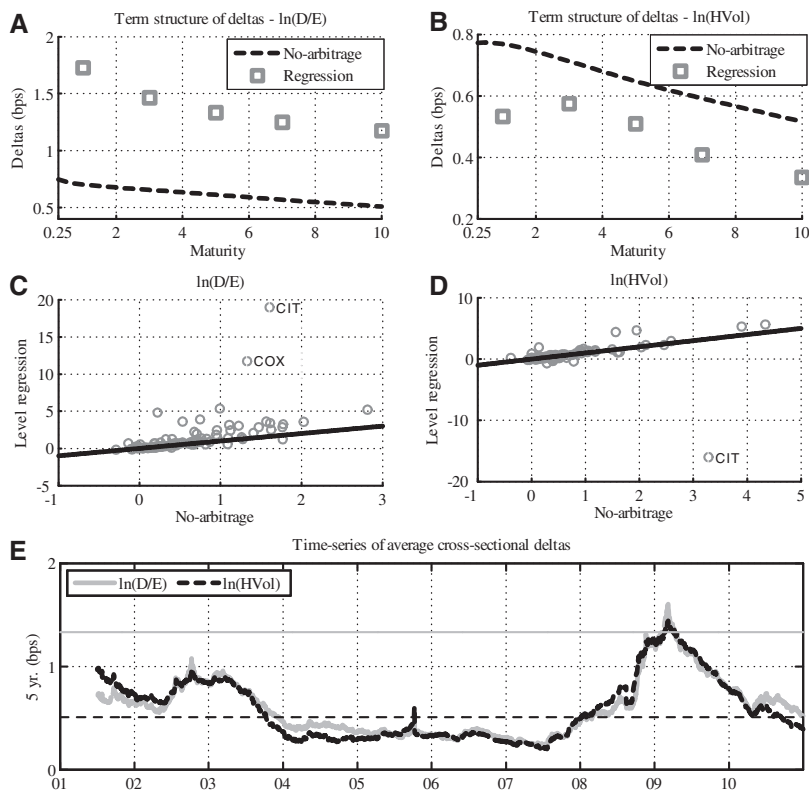 A
Term structure of deltas - ln(D/E)
2
1.5
1
0.5
Deltas (bps)
No-arbitrage
Regression
0.25
2
4
6
8
10
Maturity
B
Term structure of deltas - ln(HVol)
0.8
0.6
0.4
0.2
Deltas (bps)
No-arbitrage
Regression
0.25
2
4
6
8
10
Maturity
C
ln(D/E)
20
15
10
5
0
-5
Level regression
CIT
COX
-1
0
1
2
3
No-arbitrage
D
ln(HVol)
10
0
-10
-20
Level regression
CIT
-1
0
1
2
3
4
5
No-arbitrage
E
Time-series of average cross-sectional deltas
2
1
0
5 yr. (bps)
ln(D/E)
ln(HVol)
01
02
03
04
05
06
07
08
09
10